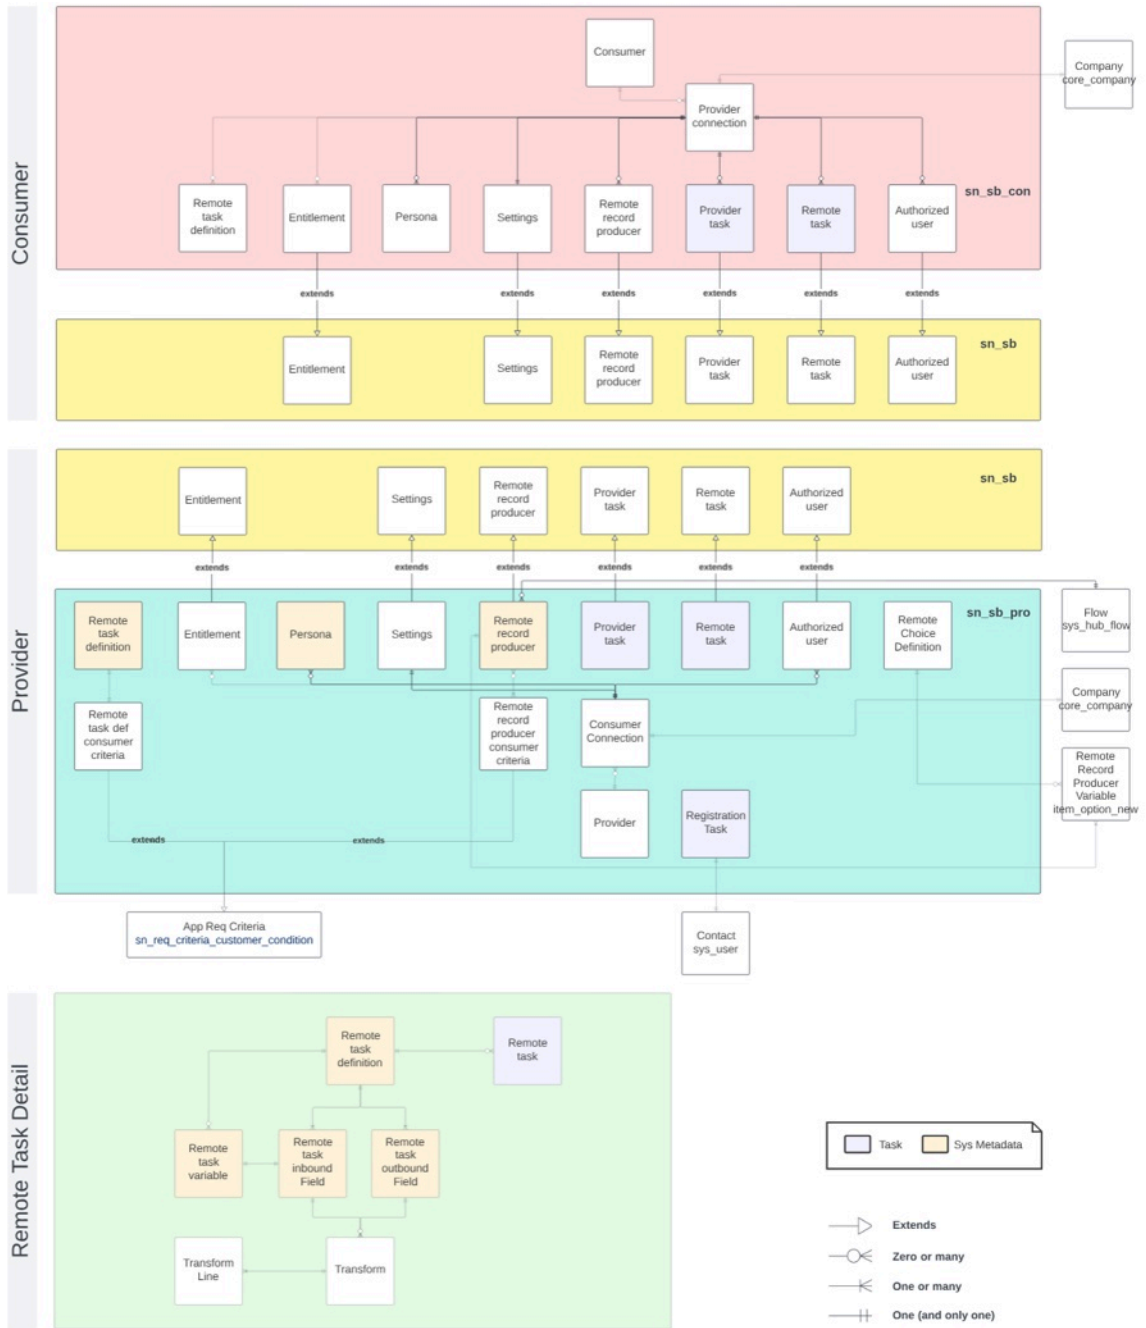 Consumer
Consumer
Company
core_company
Provider
connection
sn_sb_con
Remote
task
definition
Entitlement
Persona
Settings
Remote
record
producer
Provider
task
Remote
task
Authorized
user
extends
extends
extends
extends
extends
extends
sn_sb
Entitlement
Settings
Remote
record
producer
Provider
task
Remote
task
Authorized
user
Provider
sn_sb
Entitlement
Settings
Remote
record
producer
Provider
task
Remote
task
Authorized
user
extends
extends
extends
extends
extends
extends
sn_sb_pro
Remote
task
definition
Entitlement
Persona
Settings
Remote
record
producer
Provider
task
Remote
task
Authorized
user
Remote
Choice
Definition
Flow
sys_hub_flow
Remote
task def
consumer
criteria
Remote
record
producer
consumer
criteria
Consumer
Connection
Company
core_company
Remote
Record
Producer
Variable
item_option_new
Provider
Registration
Task
extends
extends
App Req Criteria
sn_req_criteria_customer_condition
Contact
sys_user
Remote Task Detail
Remote
task
definition
Remote
task
Remote
task
variable
Remote
task
inbound
Field
Remote
task
outbound
Field
Transform
Line
Transform
Task
Sys Metadata
Extends
Zero or many
One or many
One (and only one)